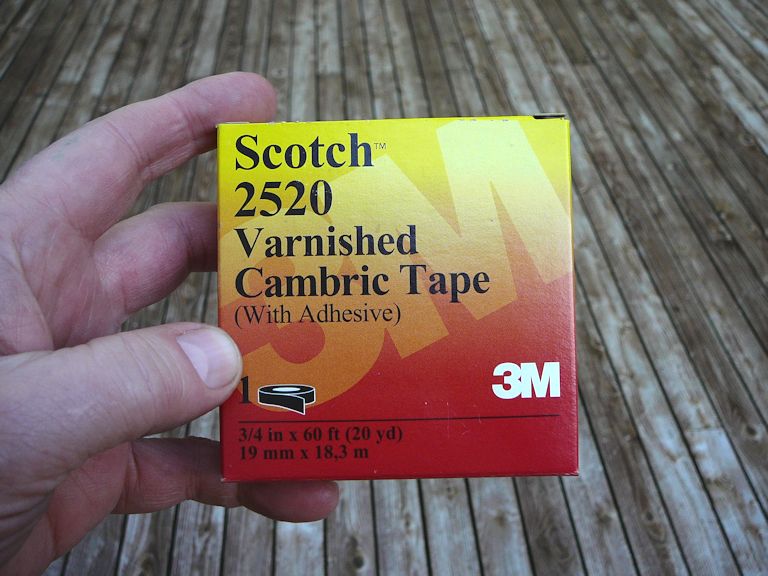 Scotch™
2520
Varnished
Cambric Tape
(With Adhesive)
3M
1
3M
3/4 in x 60 ft (20 yd)
19 mm x 18,3 m